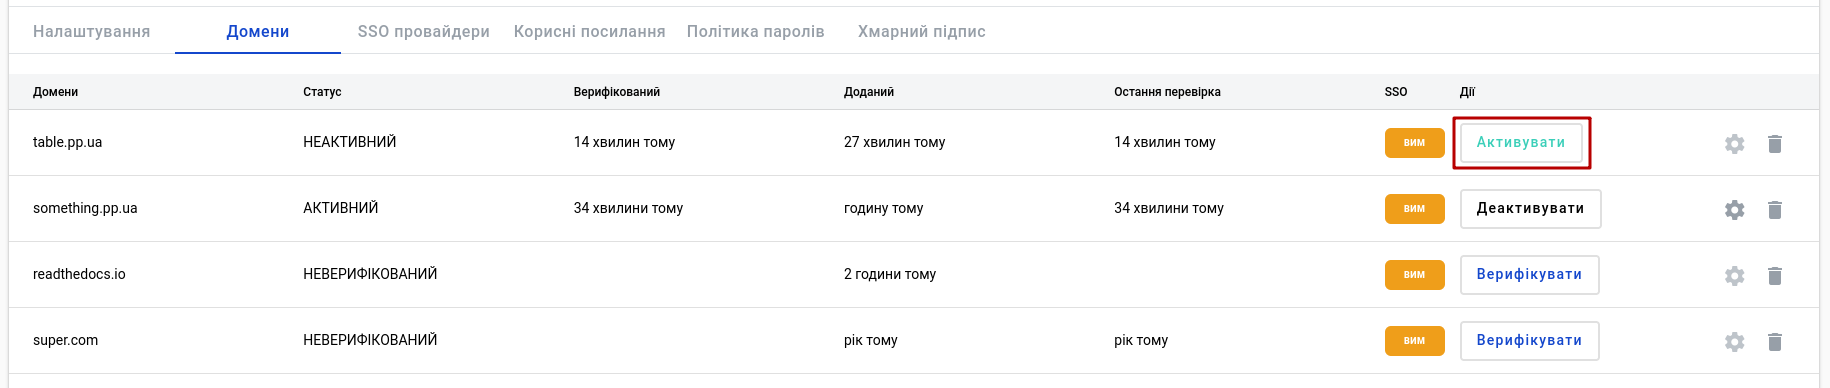 Налаштування Домени SSO провайдери Корисні посилання Політика паролів Хмарний підпис
Домени Статус Верифікований Доданий Остання перевірка SSO Дії
table.pp.ua НЕАКТИВНИЙ 14 хвилин тому 27 хвилин тому 14 хвилин тому ВИМ Активувати
something.pp.ua АКТИВНИЙ 34 хвилини тому годину тому 34 хвилини тому ВИМ Деактивувати
readthedocs.io НЕВЕРИФІКОВАНИЙ 2 години тому ВИМ Верифікувати
super.com НЕВЕРИФІКОВАНИЙ рік тому рік тому ВИМ Верифікувати